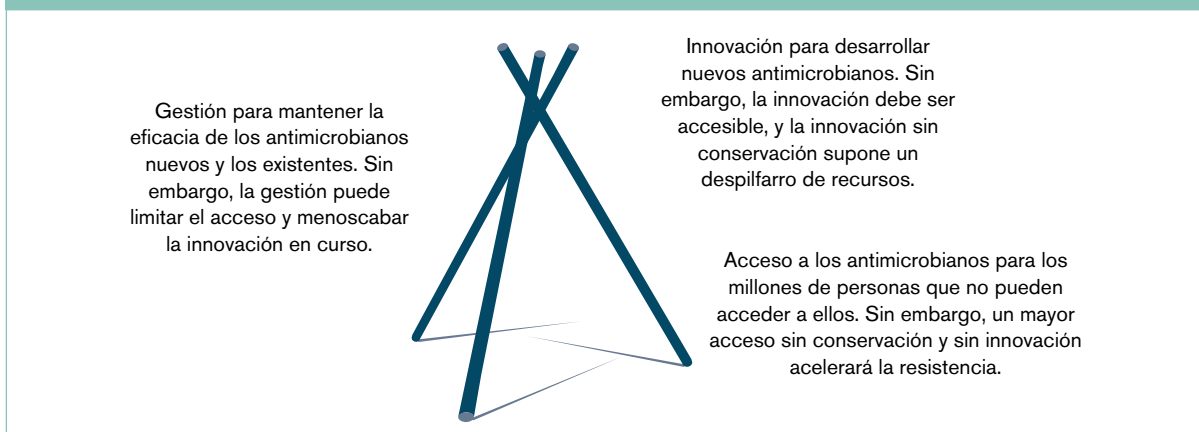 Gestión para mantener la
eficacia de los antimicrobianos
nuevos y los existentes. Sin
embargo, la gestión puede
limitar el acceso y menoscabar
la innovación en curso.
Innovación para desarrollar
nuevos antimicrobianos. Sin
embargo, la innovación debe ser
accesible, y la innovación sin
conservación supone un
despilfarro de recursos.
Acceso a los antimicrobianos para los
millones de personas que no pueden
acceder a ellos. Sin embargo, un mayor
acceso sin conservación y sin innovación
acelerará la resistencia.